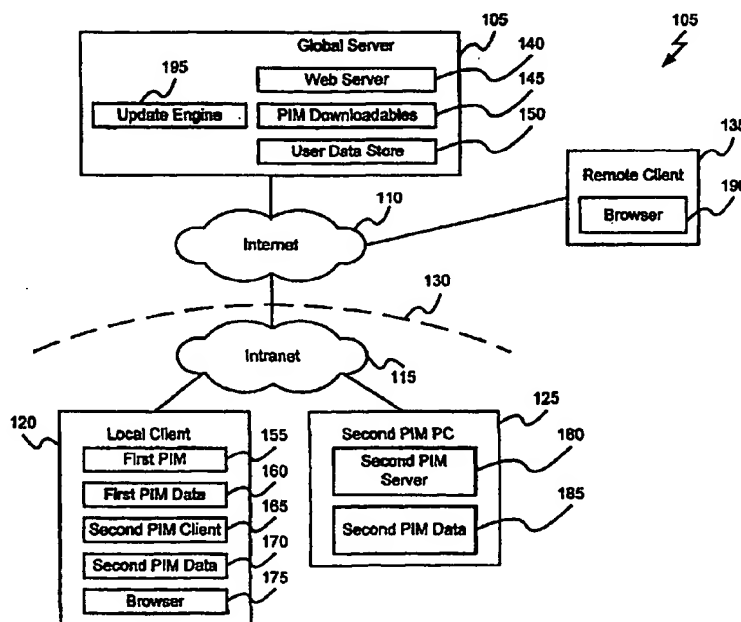 Global Server
105
105
195
Web Server
140
Update Engine
PIM Downloadables
145
User Data Store
150
135
Remote Client
Browser
190
110
Internet
130
Intranet
115
120
Local Client
155
First PIM
160
First PIM Data
165
Second PIM Client
170
Second PIM Data
175
Browser
125
Second PIM PC
180
Second PIM
Server
185
Second PIM Data